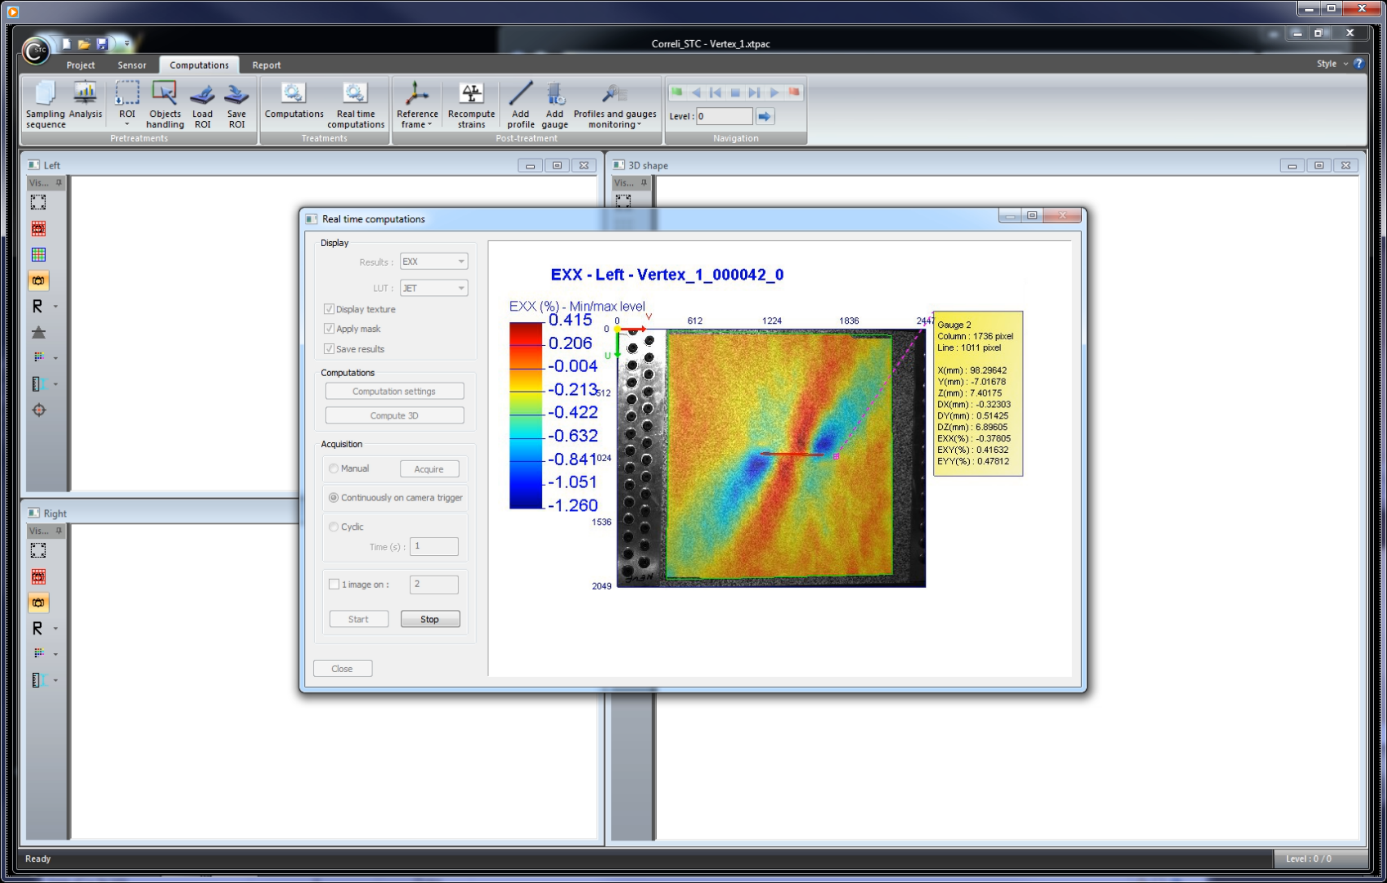 Correli_STC - Vertex_1.xtpac
Project Sensor Computations Report
Style
Sampling sequence
Analysis
ROI
Objects handling
Load ROI
Save ROI
Pretreatments
Computations
Real time computations
Treatments
Reference frame
Recompute strains
Add profile
Add gauge
Profiles and gauges monitoring
Post-treatment
Level : 0
Navigation
Left
Vis...
3D shape
Vis...
Right
Vis...
R
R
Real time computations
Display
Results : EXX
LUT : JET
Display texture
Apply mask
Save results
Computations
Computation settings
Compute 3D
Acquisition
Manual
Acquire
Continuously on camera trigger
Cyclic
Time (s) : 1
1 image on : 2
Start
Stop
Close
EXX - Left - Vertex_1_000042_0
EXX (%) - Min/max level
0.415
0.206
-0.004
-0.213
-0.422
-0.632
-0.841
-1.051
-1.260
V
0 612 1224 1836 2447
0
U
512
1024
1536
2049
Gauge 2
Column : 1736 pixel
Line : 1011 pixel
X(mm) : 98.29642
Y(mm) : -7.01678
Z(mm) : 7.40175
DX(mm) : -0.32303
DY(mm) : 0.51425
DZ(mm) : 6.89605
EXX(%) : -0.37805
EXY(%) : 0.41632
EYY(%) : 0.47812
Ready
Level : 0 / 0